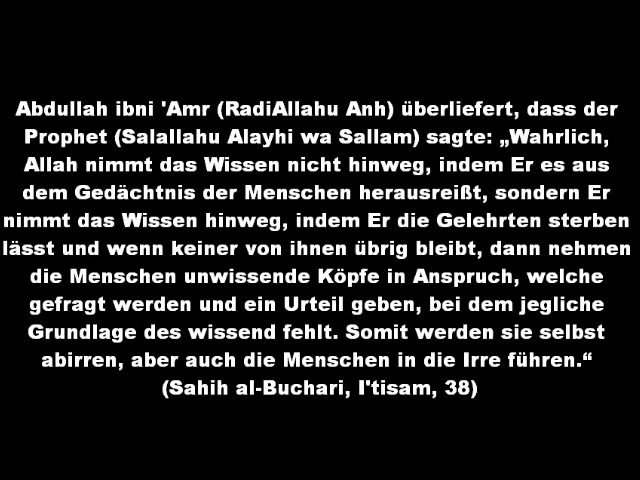 Abdullah ibni 'Amr (RadiAllahu Anh) überliefert, dass der
Prophet (Salallahu Alayhi wa Sallam) sagte: „Wahrlich,
Allah nimmt das Wissen nicht hinweg, indem Er es aus
dem Gedächtnis der Menschen herausreißt, sondern Er
nimmt das Wissen hinweg, indem Er die Gelehrten sterben
lässt und wenn keiner von ihnen übrig bleibt, dann nehmen
die Menschen unwissende Köpfe in Anspruch, welche
gefragt werden und ein Urteil geben, bei dem jegliche
Grundlage des wissend fehlt. Somit werden sie selbst
abirren, aber auch die Menschen in die Irre führen.“
(Sahih al-Buchari, I'tisam, 38)